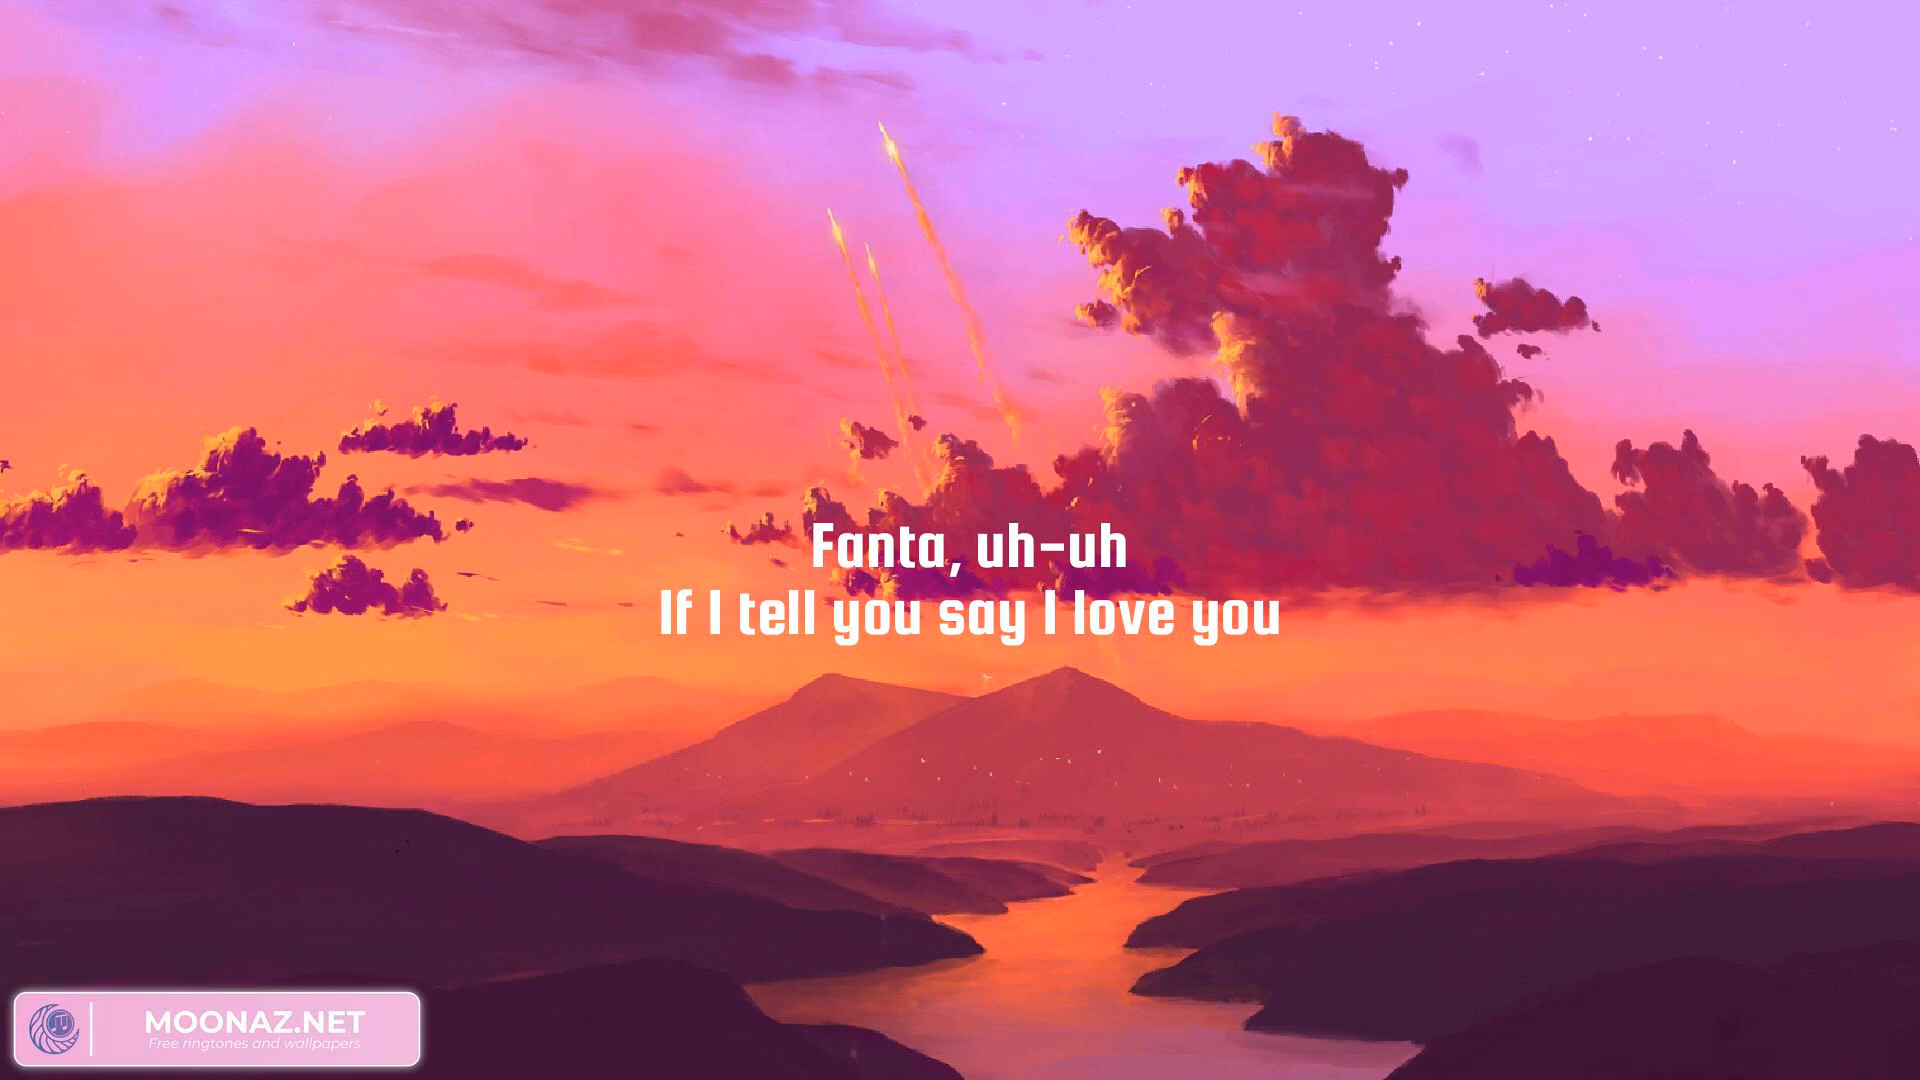 Fanta, uh-uh
If I tell you say I love you
MOONAZ.NET
Free ringtones and wallpapers